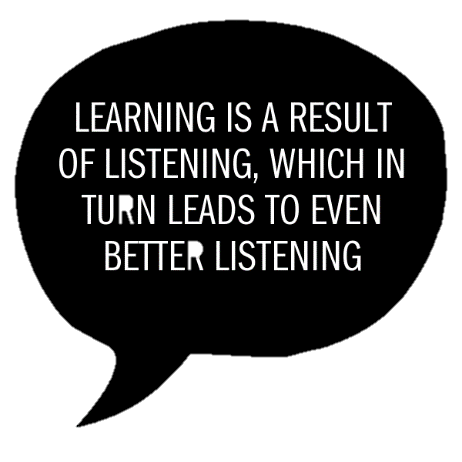 LEARNING IS A RESULT
OF LISTENING, WHICH IN
TURN LEADS TO EVEN
BETTER LISTENING